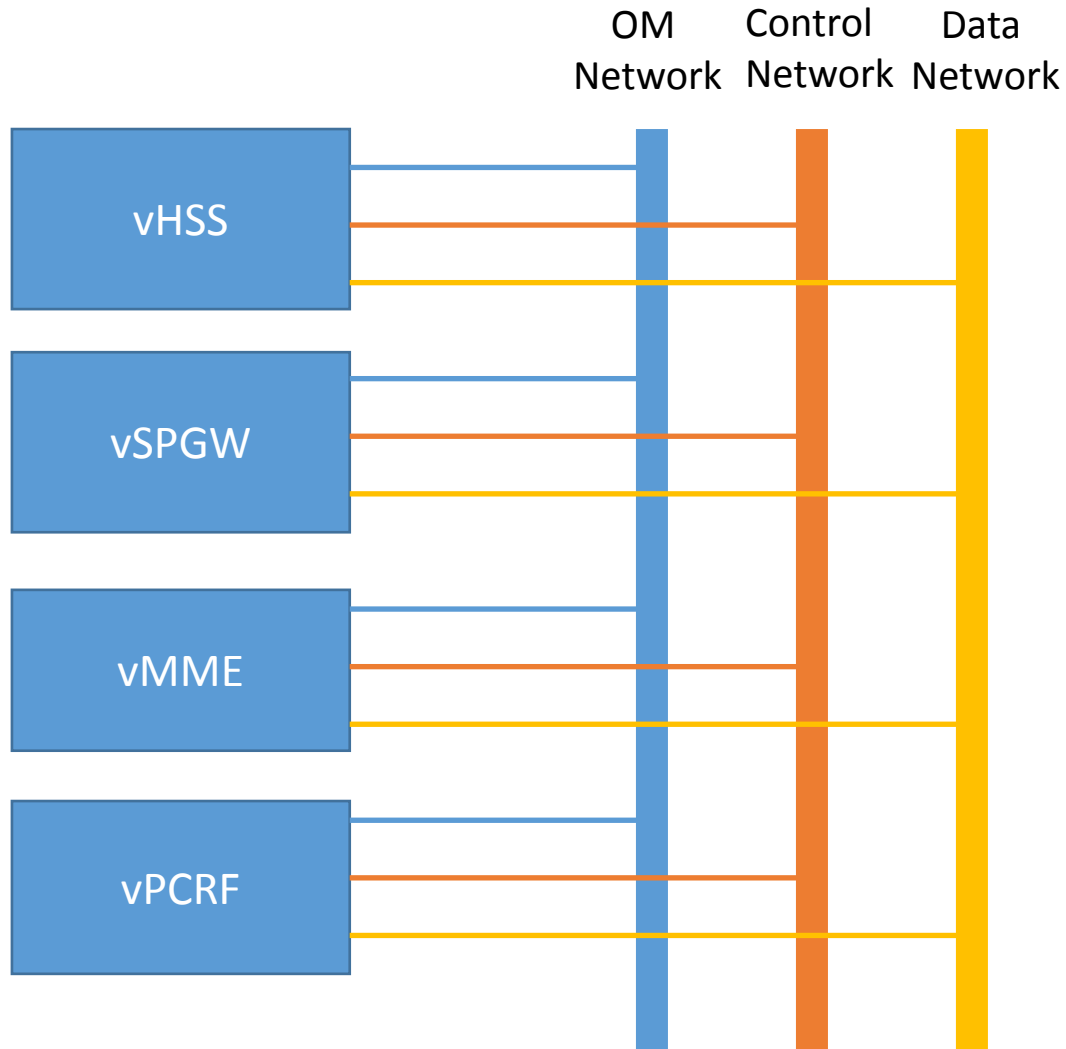 OM
Network
Control
Network
Data
Network
vHSS
vSPGW
vMME
vPCRF